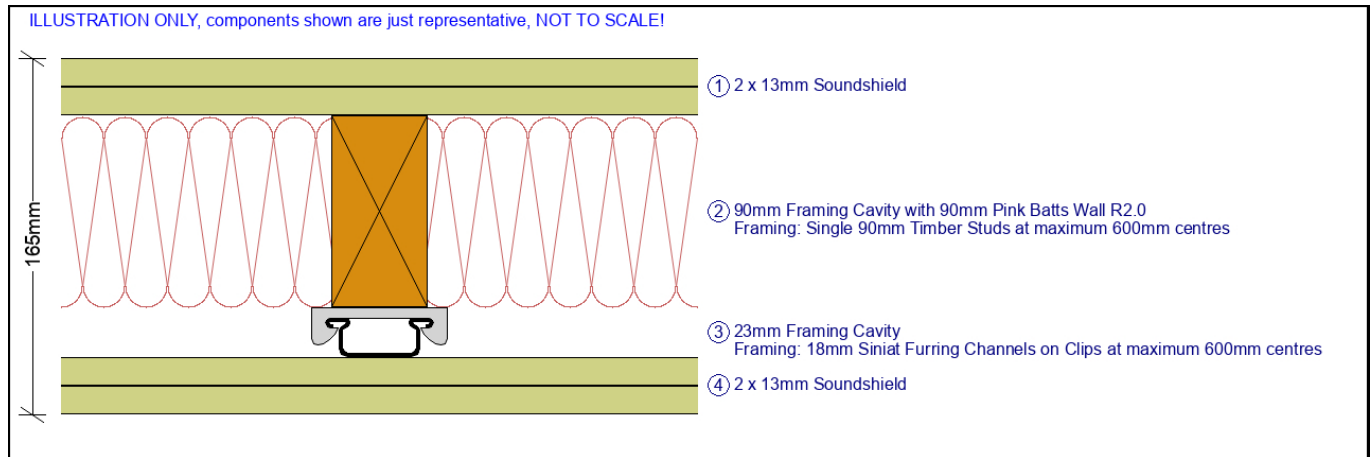 ILLUSTRATION ONLY, components shown are just representative, NOT TO SCALE!
165mm
1 2 x 13mm Soundshield
2 90mm Framing Cavity with 90mm Pink Batts Wall R2.0
Framing: Single 90mm Timber Studs at maximum 600mm centres
3 23mm Framing Cavity
Framing: 18mm Siniat Furring Channels on Clips at maximum 600mm centres
4 2 x 13mm Soundshield